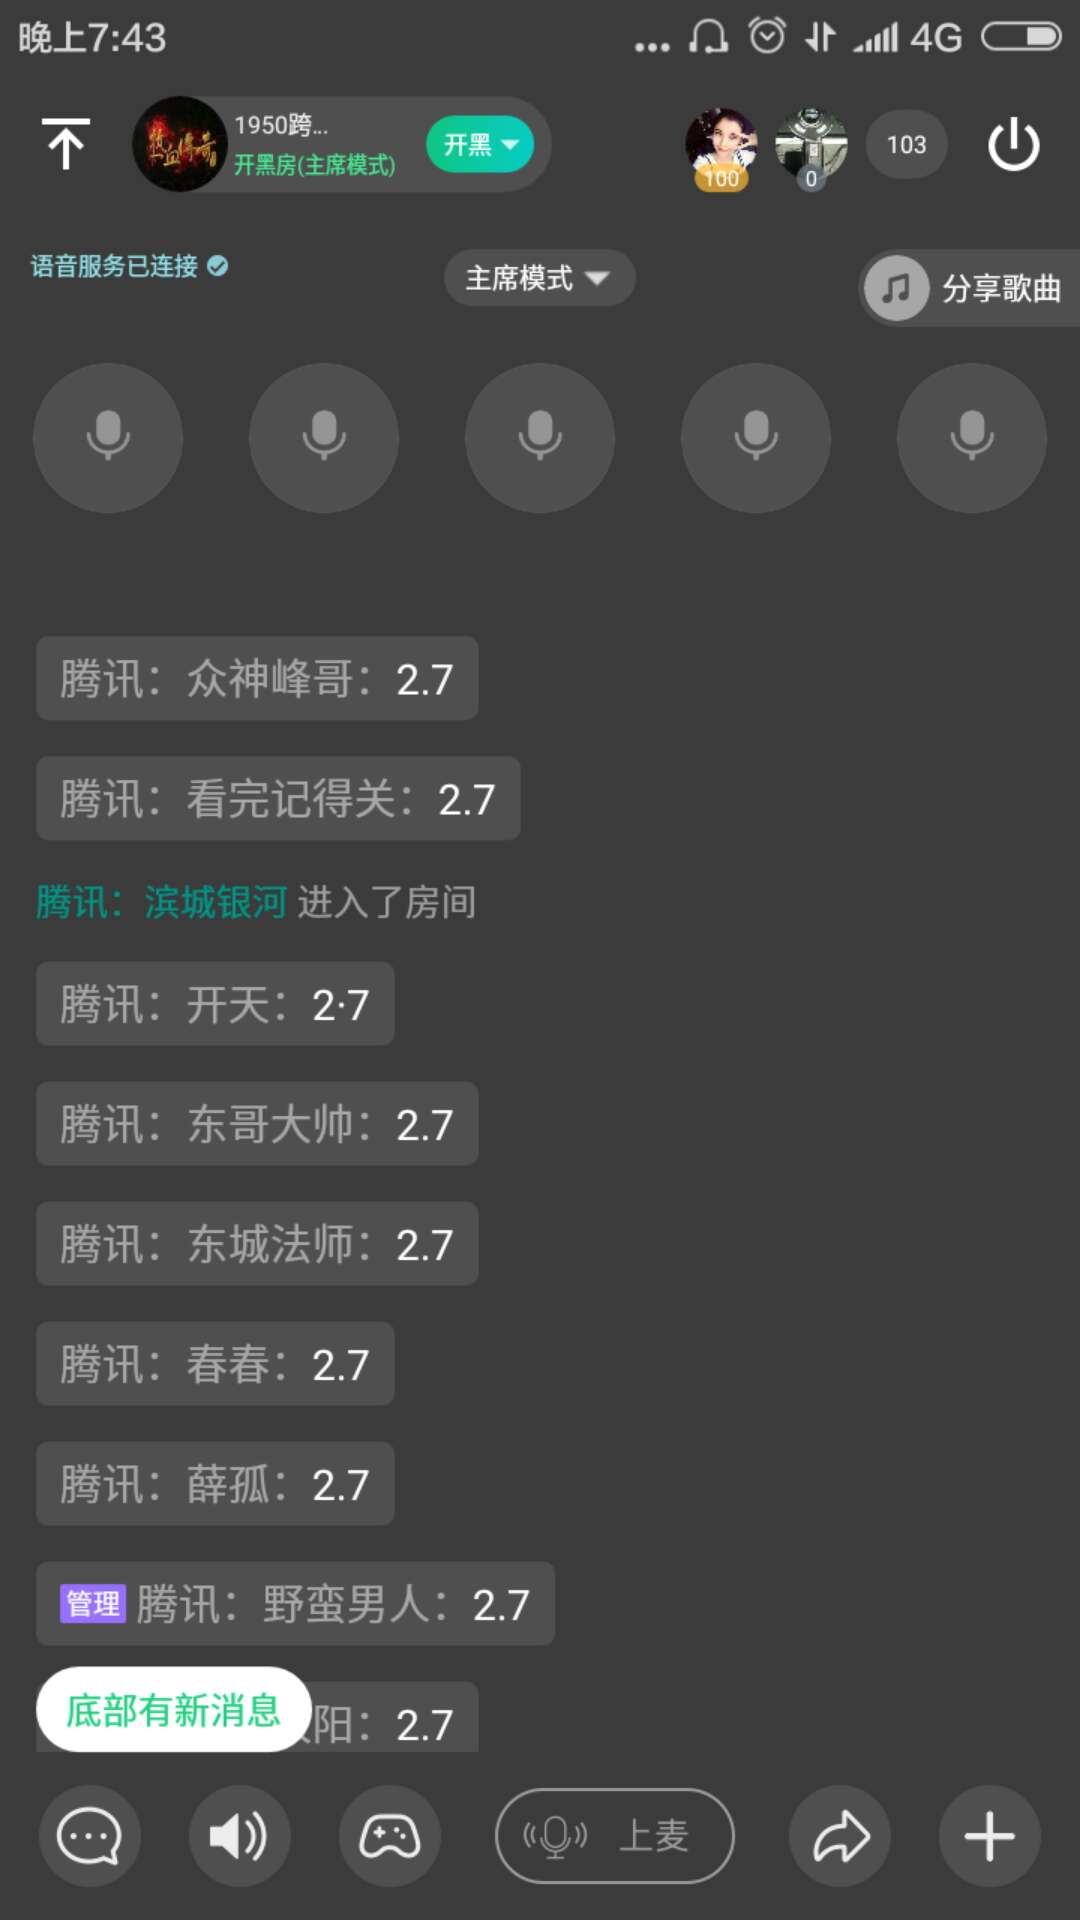 晚上7:43
4G
热血传奇
1950跨...
开黑房(主席模式)
开黑
100
0
103
语音服务已连接
主席模式
分享歌曲
腾讯：众神峰哥：2.7
腾讯：看完记得关：2.7
腾讯：滨城银河 进入了房间
腾讯：开天：2·7
腾讯：东哥大帅：2.7
腾讯：东城法师：2.7
腾讯：春春：2.7
腾讯：薛孤：2.7
管理 腾讯：野蛮男人：2.7
阳：2.7
底部有新消息
上麦